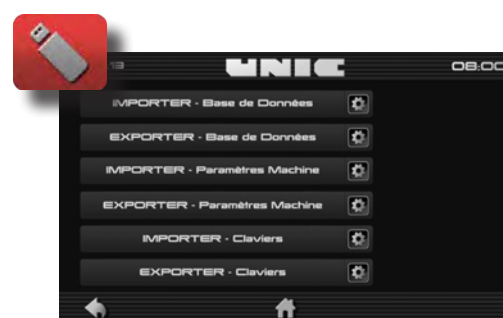 13
UNIC
08:00
IMPORTER - Base de Données
EXPORTER - Base de Données
IMPORTER - Paramètres Machine
EXPORTER - Paramètres Machine
IMPORTER - Claviers
EXPORTER - Claviers